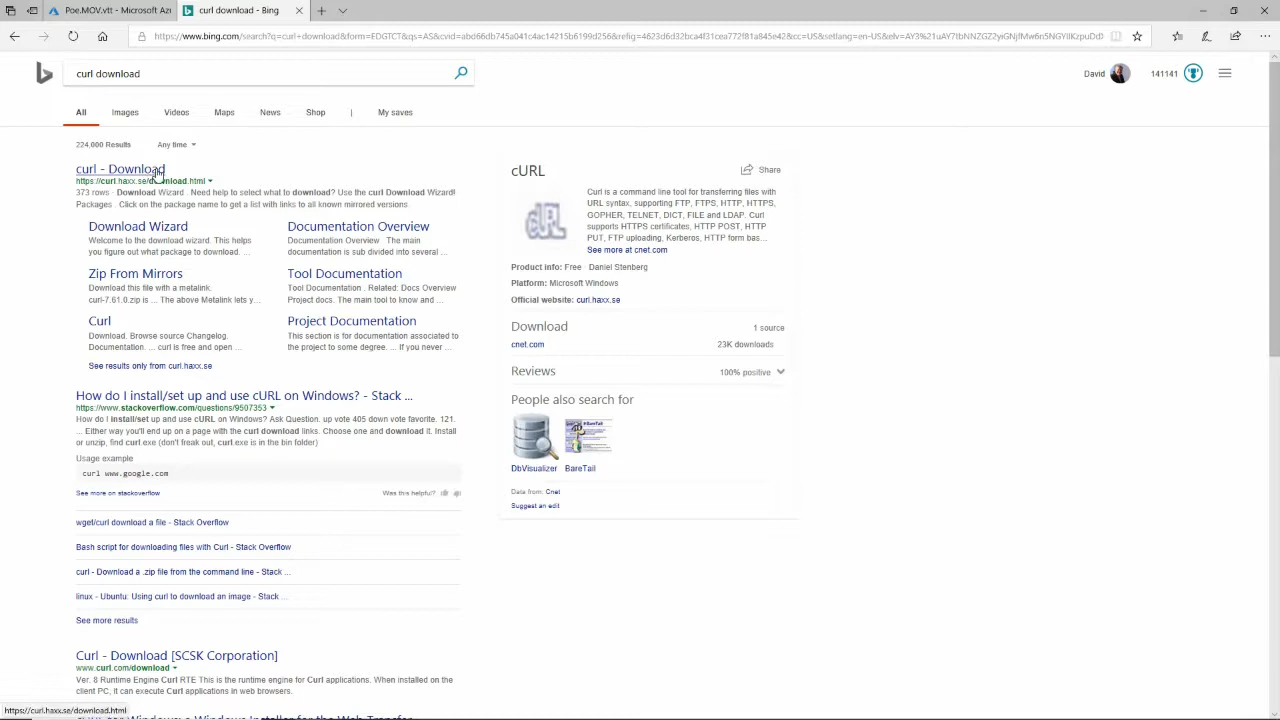 Poe.MOV.vtt - Microsoft Azu
curl download - Bing
https://www.bing.com/search?q=curl+download&form=EDGTCT&qs=AS&cvid=abd66db745a041c4ac14215b6199d256&refig=4623d6d32bca4f31cea772f81a845e42&cc=US&setlang=en-US&elv=
curl download
David
141141
All
Images
Videos
Maps
News
Shop
|
My saves
224,000 Results
Any time
curl - Download
https://curl.haxx.se/download.html
373 rows · Download Wizard . Need help to select what to download? Use the curl Download Wizard!
Packages . Click on the package name to get a list with links to all known mirrored versions.
Download Wizard
Welcome to the download wizard. This helps
you figure out what package to download. ...
Documentation Overview
Documentation Overview . The main
documentation is sub divided into several ...
Zip From Mirrors
Download this file with a metalink.
curl-7.61.0.zip is ... The above Metalink lets y...
Tool Documentation
Tool Documentation . Related: Docs Overview
Project docs. The main tool to know and ...
Curl
Download. Browse source Changelog.
Documentation. ... curl is free and open ...
Project Documentation
This section is for documentation associated to
the project to some degree. ... If you never ...
See results only from curl.haxx.se
How do I install/set up and use cURL on Windows? - Stack ...
https://www.stackoverflow.com/questions/9507353
How do I install/set up and use cURL on Windows? Ask Question. up vote 405 down vote favorite. 121.
... Either way you'll end up on a page with the curl download links. Choose one and download it. Install
or unzip, find curl.exe (don't freak out, curl.exe is in the bin folder)
Usage example
curl www.google.com
See more on stackoverflow
Was this helpful?
wget/curl download a file - Stack Overflow
Bash script for downloading files with Curl - Stack Overflow
curl - Download a .zip file from the command line - Stack ...
linux - Ubuntu: Using curl to download an image - Stack ...
See more results
Curl - Download [SCSK Corporation]
www.curl.com/download
Ver. 8 Runtime Engine Curl RTE This is the runtime engine for Curl applications. When installed on the
client PC, it can execute Curl applications in web browsers.
https://curl.haxx.se/download.html
cURL
Share
cURL
Curl is a command line tool for transferring files with
URL syntax, supporting FTP, FTPS, HTTP, HTTPS,
GOPHER, TELNET, DICT, FILE and LDAP. Curl
supports HTTPS certificates, HTTP POST, HTTP
PUT, FTP uploading, Kerberos, HTTP form bas...
See more at cnet.com
Product info: Free · Daniel Stenberg
Platform: Microsoft Windows
Official website: curl.haxx.se
Download
1 source
cnet.com
23K downloads
Reviews
100% positive
People also search for
DbVisualizer
BareTail
Data from: Cnet
Suggest an edit